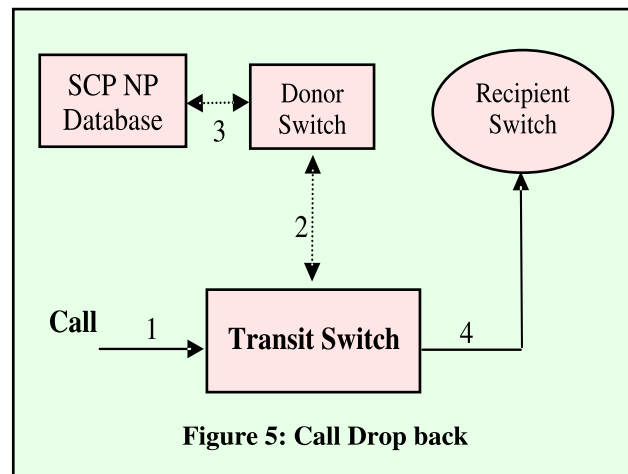 SCP NP
Database
3
Donor
Switch
Recipient
Switch
2
Call
1
Transit Switch
4
Figure 5: Call Drop back